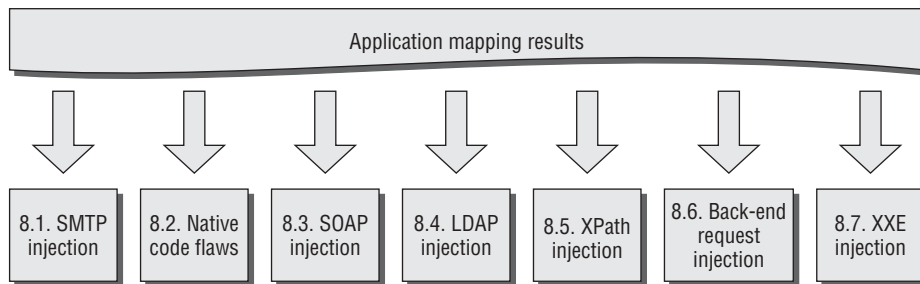 Application mapping results
8.1. SMTP
injection
8.2. Native
code flaws
8.3. SOAP
injection
8.4. LDAP
injection
8.5. XPath
injection
8.6. Back-end
request
injection
8.7. XXE
injection